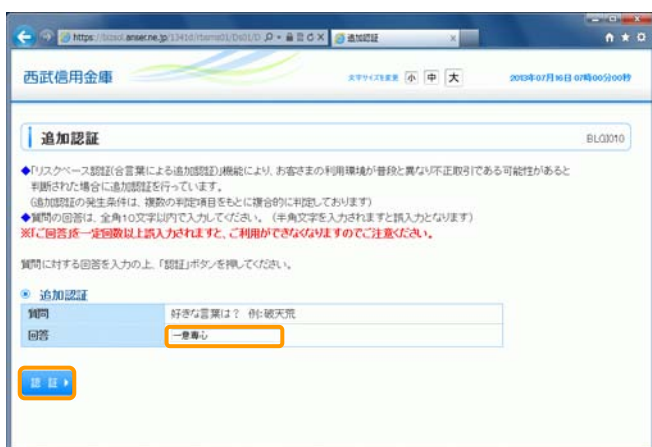 https://bizsol.anser.ne.jp/
追加認証
西武信用金庫
文字サイズを変更 小 中 大
2013年07月16日 07時00分00秒
追加認証
BLGI010
◆「リスクベース認証(合言葉による追加認証)」機能により、お客さまの利用環境が普段と異なり不正取引である可能性があると
判断された場合に追加認証を行っています。
(追加認証の発生条件は、複数の判定項目をもとに複合的に判定しております)
◆質問の回答は、全角10文字以内で入力してください。(半角文字を入力されますと誤入力となります)
※「ご回答」を一定回数以上誤入力されますと、ご利用ができなくなりますのでご注意ください。
質問に対する回答を入力の上、「認証」ボタンを押してください。
追加認証
質問 好きな言葉は? 例:破天荒
回答 一意専心
認 証